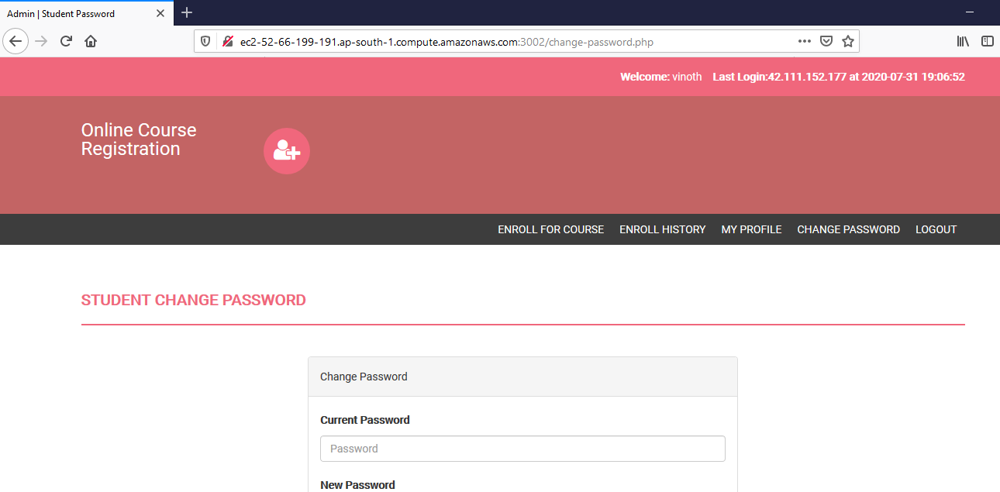 Admin | Student Password
ec2-52-66-199-191.ap-south-1.compute.amazonaws.com:3002/change-password.php
Welcome: vinoth Last Login:42.111.152.177 at 2020-07-31 19:06:52
Online Course
Registration
ENROLL FOR COURSE ENROLL HISTORY MY PROFILE CHANGE PASSWORD LOGOUT
STUDENT CHANGE PASSWORD
Change Password
Current Password
Password
New Password